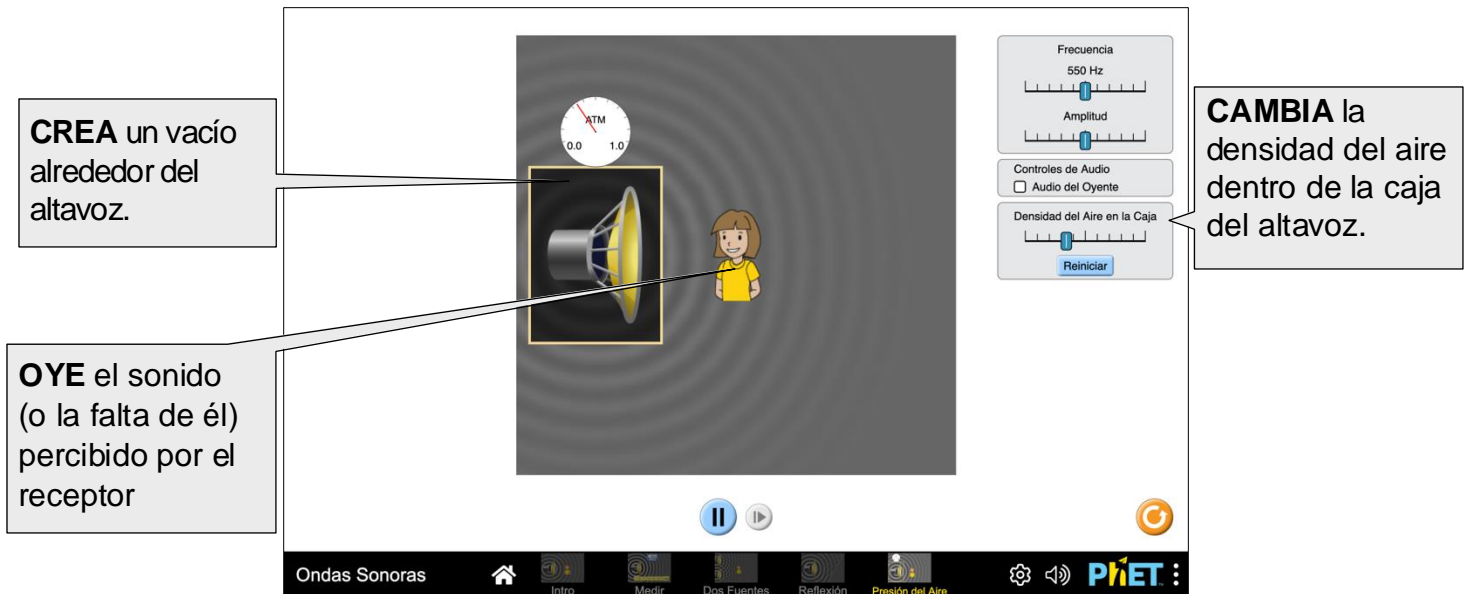 CREA un vacío
alrededor del
altavoz.
OYE el sonido
(o la falta de él)
percibido por el
receptor
ATM
0.0 1.0
Frecuencia
550 Hz
Amplitud
Controles de Audio
Audio del Oyente
Densidad del Aire en la Caja
Reiniciar
CAMBIA la
densidad del aire
dentro de la caja
del altavoz.
Ondas Sonoras
Intro
Medir
Dos Fuentes
Reflexión
Presión del Aire
PhET